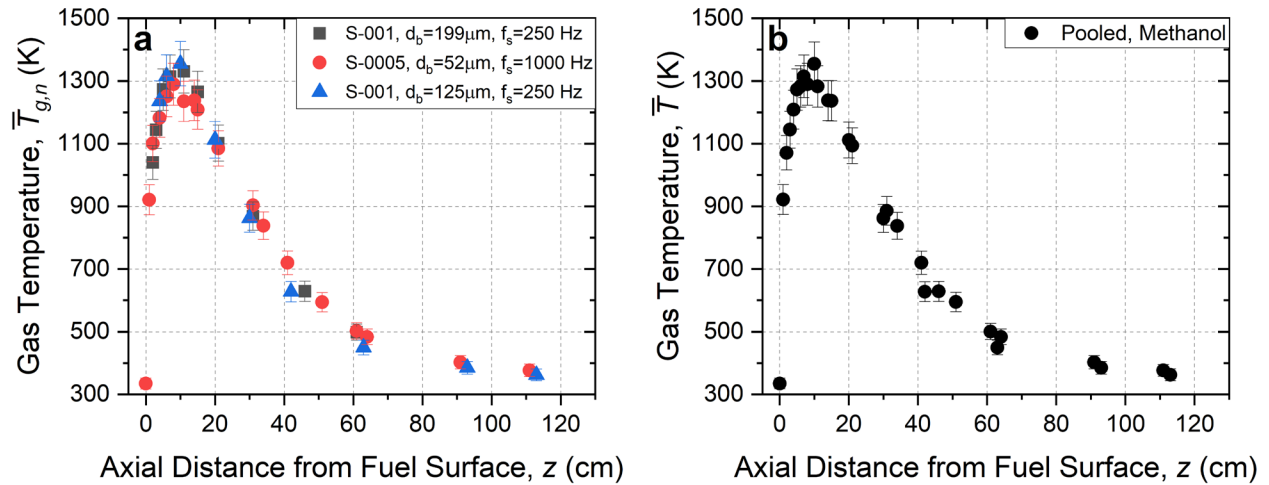 a
S-001, d_b=199μm, f_s=250 Hz
S-0005, d_b=52μm, f_s=1000 Hz
S-001, d_b=125μm, f_s=250 Hz
Gas Temperature, T̅_g,n (K)
1500
1300
1100
900
700
500
300
0 20 40 60 80 100 120
Axial Distance from Fuel Surface, z (cm)
b
Pooled, Methanol
Gas Temperature, T̅ (K)
1500
1300
1100
900
700
500
300
0 20 40 60 80 100 120
Axial Distance from Fuel Surface, z (cm)